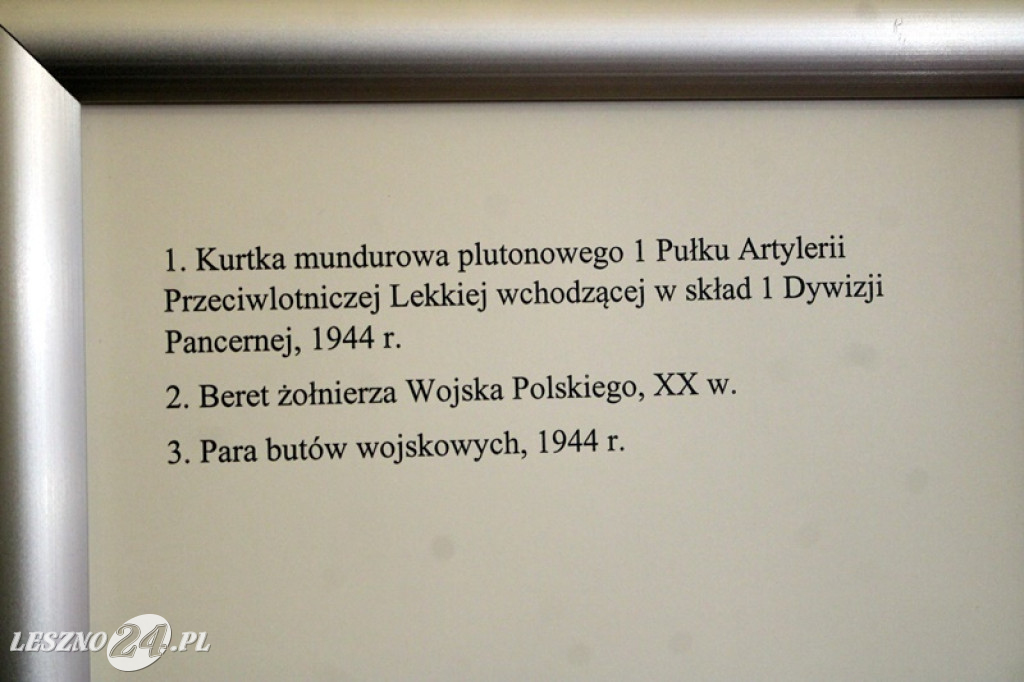 1. Kurtka mundurowa plutonowego 1 Pułku Artylerii
Przeciwlotniczej Lekkiej wchodzącej w skład 1 Dywizji
Pancernej, 1944 r.
2. Beret żołnierza Wojska Polskiego, XX w.
3. Para butów wojskowych, 1944 r.
LESZNO24.PL